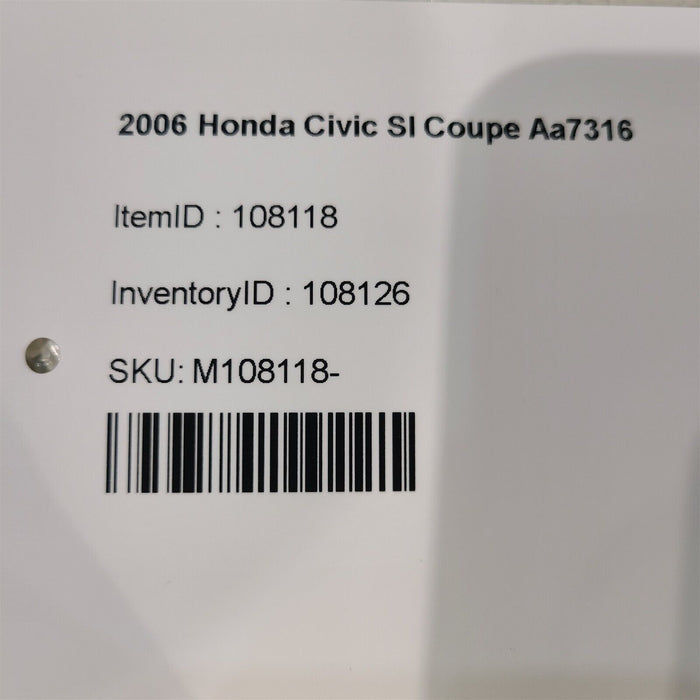 2006 Honda Civic SI Coupe Aa7316
ItemID : 108118
InventoryID : 108126
SKU: M108118-